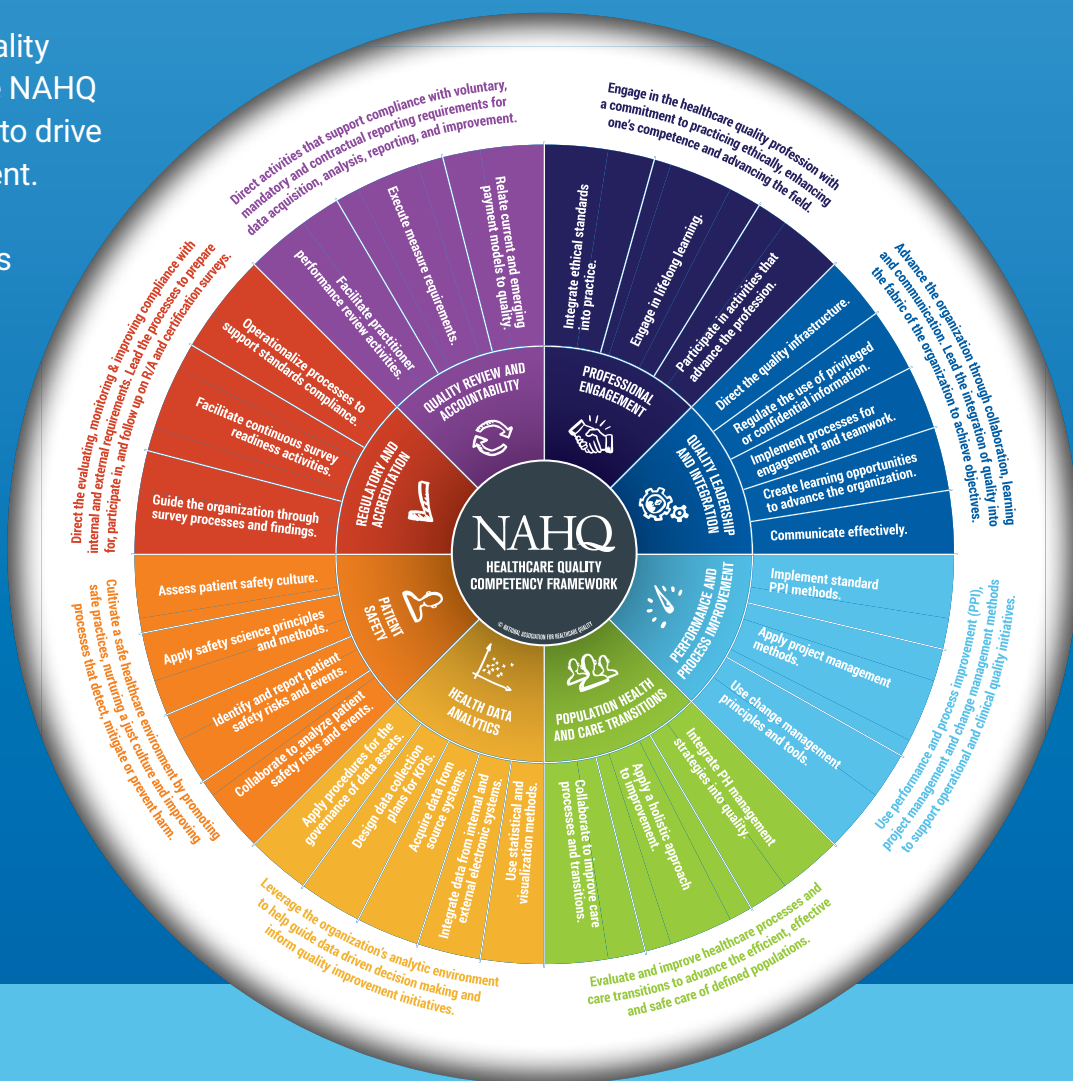 ality
NAHQ
to drive
ent.
s
NAHQ
HEALTHCARE QUALITY
COMPETENCY FRAMEWORK
© NATIONAL ASSOCIATION FOR HEALTHCARE QUALITY
Engage in the healthcare quality profession with
a commitment to practicing ethically, enhancing
one's competence and advancing the field.
PROFESSIONAL
ENGAGEMENT
Integrate ethical standards
into practice.
Engage in lifelong learning.
Participate in activities that
advance the profession.
Advance the organization through collaboration, learning
and communication. Lead the integration of quality into
the fabric of the organization to achieve objectives.
QUALITY LEADERSHIP
AND INTEGRATION
Direct the quality infrastructure.
Regulate the use of privileged
or confidential information.
Implement processes for
engagement and teamwork.
Create learning opportunities
to advance the organization.
Communicate effectively.
Use performance and process improvement (PPI),
project management and change management methods
to support operational and clinical quality initiatives.
PERFORMANCE AND
PROCESS IMPROVEMENT
Implement standard
PPI methods.
Apply project management
methods.
Use change management
principles and tools.
Evaluate and improve healthcare processes and
care transitions to advance the efficient, effective
and safe care of defined populations.
POPULATION HEALTH
AND CARE TRANSITIONS
Integrate PH management
strategies into quality.
Apply a holistic approach
to improvement.
Collaborate to improve care
processes and transitions.
Leverage the organization's analytic environment
to help guide data driven decision making and
inform quality improvement initiatives.
HEALTH DATA
ANALYTICS
Use statistical and
visualization methods.
Integrate data from internal and
external electronic systems.
Acquire data from
source systems.
Design data collection
plans for KPIs.
Apply procedures for the
governance of data assets.
Cultivate a safe healthcare environment by promoting
safe practices, nurturing a just culture and improving
processes that detect, mitigate or prevent harm.
PATIENT
SAFETY
Collaborate to analyze patient
safety risks and events.
Identify and report patient
safety risks and events.
Apply safety science principles
and methods.
Assess patient safety culture.
Direct the evaluating, monitoring & improving compliance with
internal and external requirements. Lead the processes to prepare
for, participate in, and follow up on R/A and certification surveys.
REGULATORY AND
ACCREDITATION
Guide the organization through
survey processes and findings.
Facilitate continuous survey
readiness activities.
Operationalize processes to
support standards compliance.
Direct activities that support compliance with voluntary,
mandatory and contractual reporting requirements for
data acquisition, analysis, reporting, and improvement.
QUALITY REVIEW AND
ACCOUNTABILITY
Facilitate practitioner
performance review activities.
Execute measure requirements.
Relate current and emerging
payment models to quality.